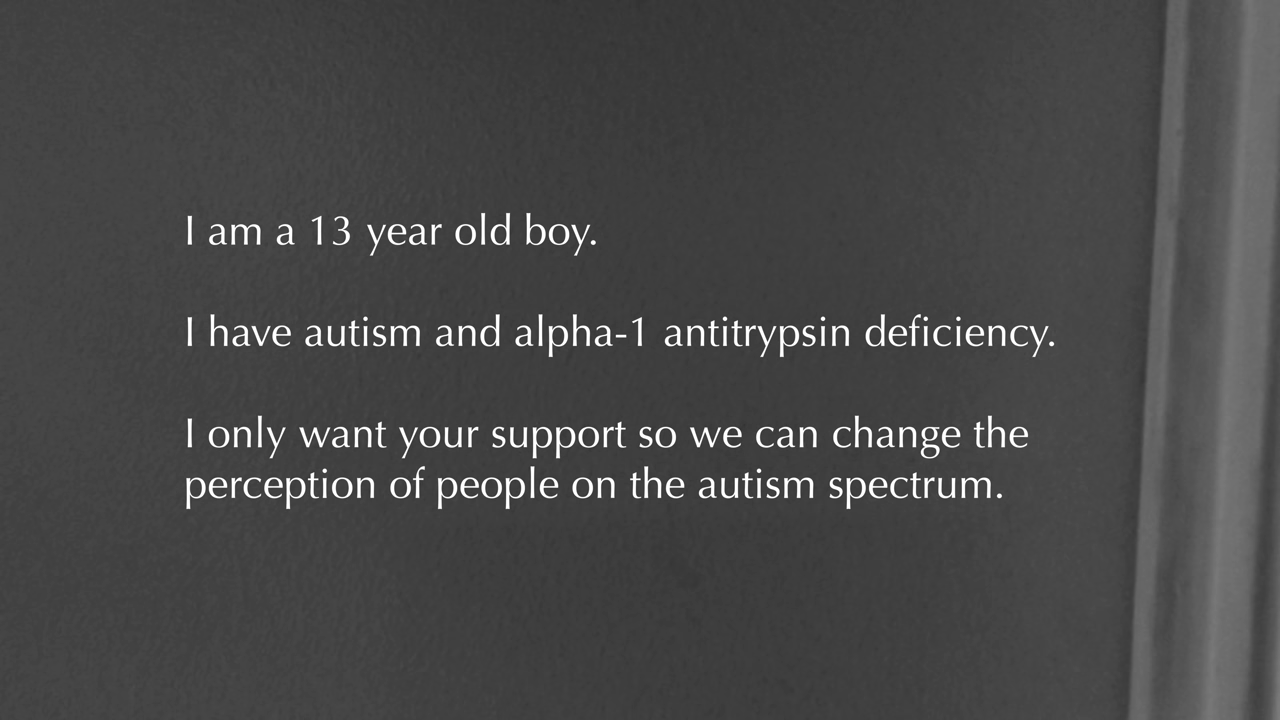 I am a 13 year old boy.
I have autism and alpha-1 antitrypsin deficiency.
I only want your support so we can change the
perception of people on the autism spectrum.